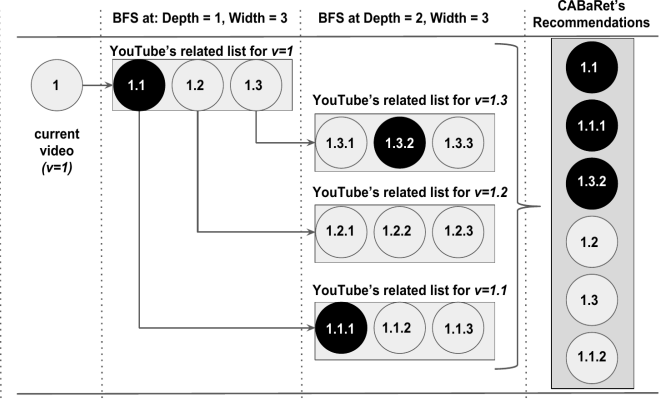 BFS at: Depth = 1, Width = 3
BFS at Depth = 2, Width = 3
CABaRet's
Recommendations
YouTube's related list for v=1
1
1.1
1.2
1.3
current
video
(v=1)
YouTube's related list for v=1.3
1.3.1
1.3.2
1.3.3
YouTube's related list for v=1.2
1.2.1
1.2.2
1.2.3
YouTube's related list for v=1.1
1.1.1
1.1.2
1.1.3
1.1
1.1.1
1.3.2
1.2
1.3
1.1.2